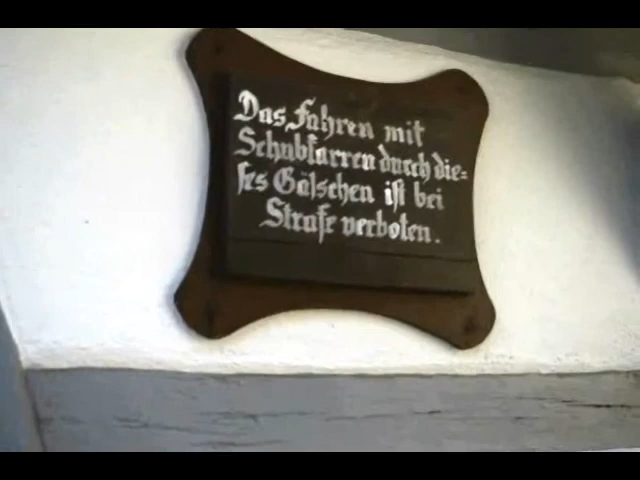 Das Fahren mit
Schubkarren durch die=
ses Gäſschen iſt bei
Strafe verboten.